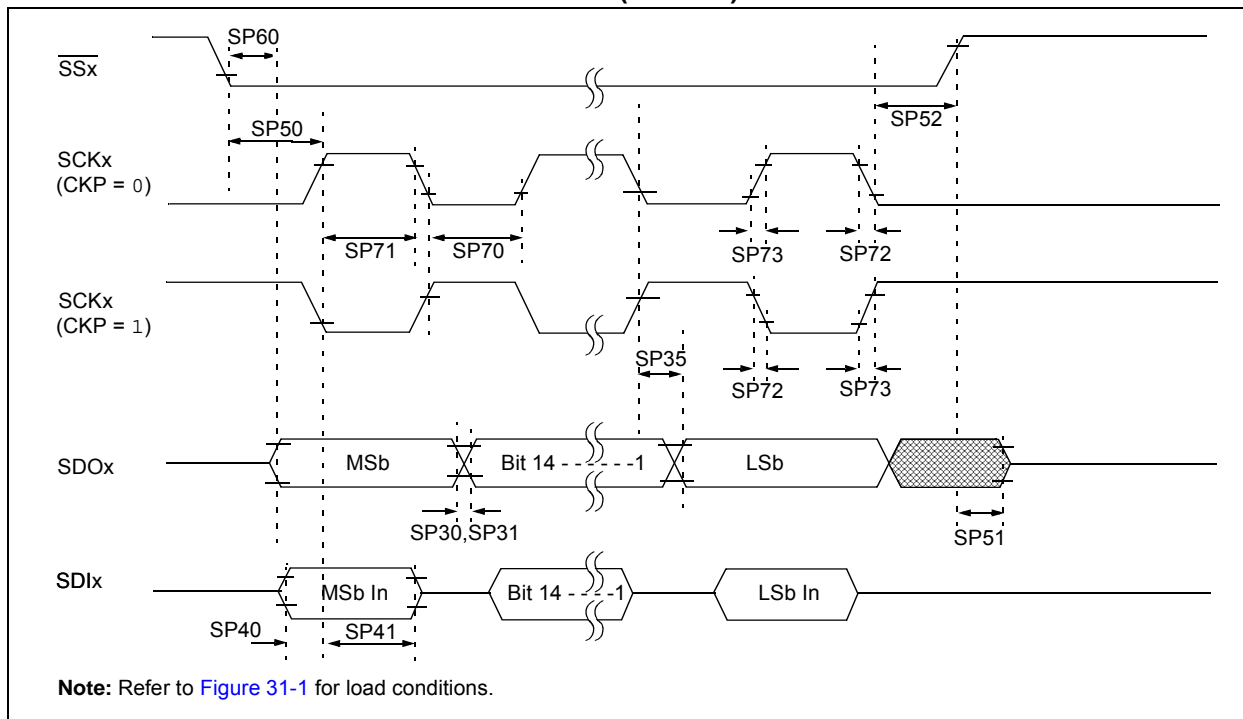 SP60
SSx
SP50
SP52
SCKx
(CKP = 0)
SP71
SP70
SP73
SP72
SCKx
(CKP = 1)
SP35
SP72
SP73
SDOx
MSb
Bit 14 - - - - - -1
LSb
SP30,SP31
SP51
SDIx
MSb In
Bit 14 - - - -1
LSb In
SP40
SP41
Note: Refer to Figure 31-1 for load conditions.